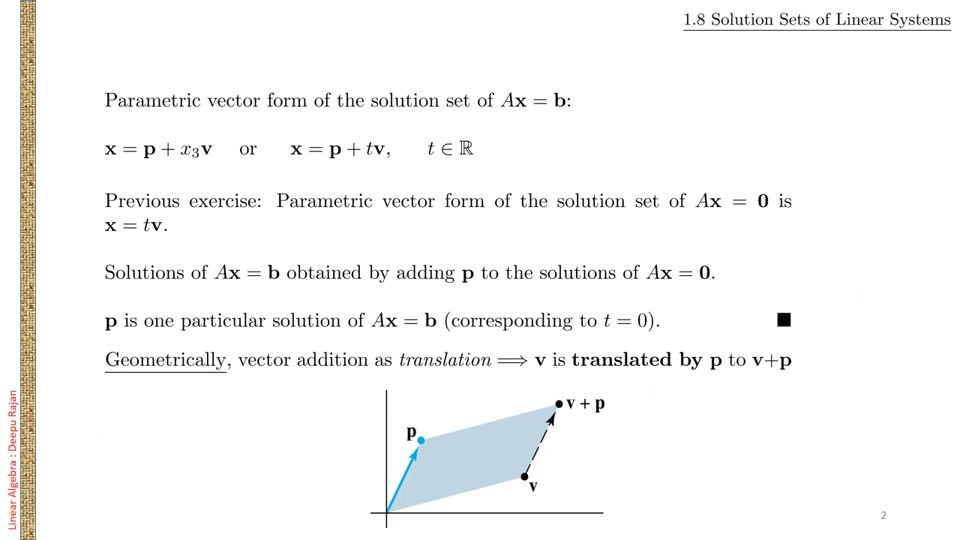 1.8 Solution Sets of Linear Systems
Parametric vector form of the solution set of Ax = b:
x = p + x₃v or x = p + tv, t ∈ ℝ
Previous exercise: Parametric vector form of the solution set of Ax = 0 is
x = tv.
Solutions of Ax = b obtained by adding p to the solutions of Ax = 0.
p is one particular solution of Ax = b (corresponding to t = 0). ■
Geometrically, vector addition as translation ⟹ v is translated by p to v+p
v + p
p
v
Linear Algebra : Deepu Rajan
2